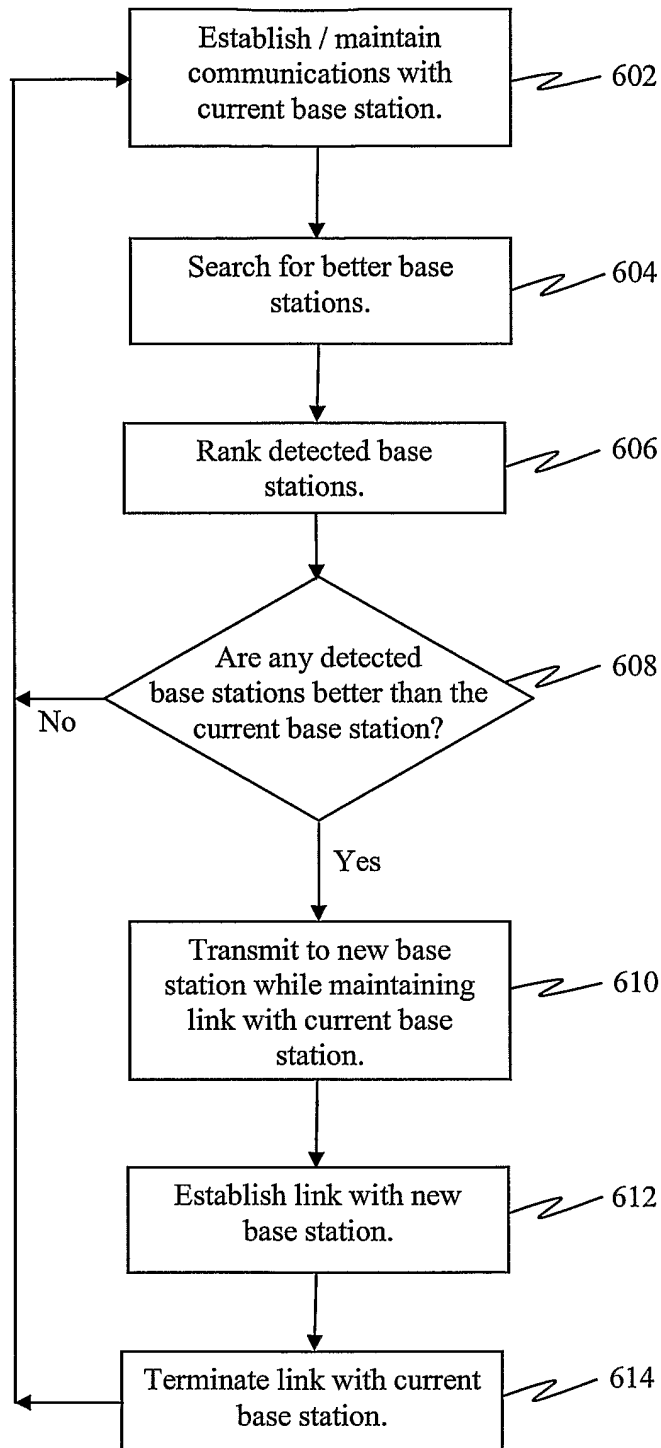 Establish / maintain
communications with
current base station.
602
Search for better base
stations.
604
Rank detected base
stations.
606
Are any detected
base stations better than the
current base station?
608
No
Yes
Transmit to new base
station while maintaining
link with current base
station.
610
Establish link with new
base station.
612
Terminate link with current
base station.
614